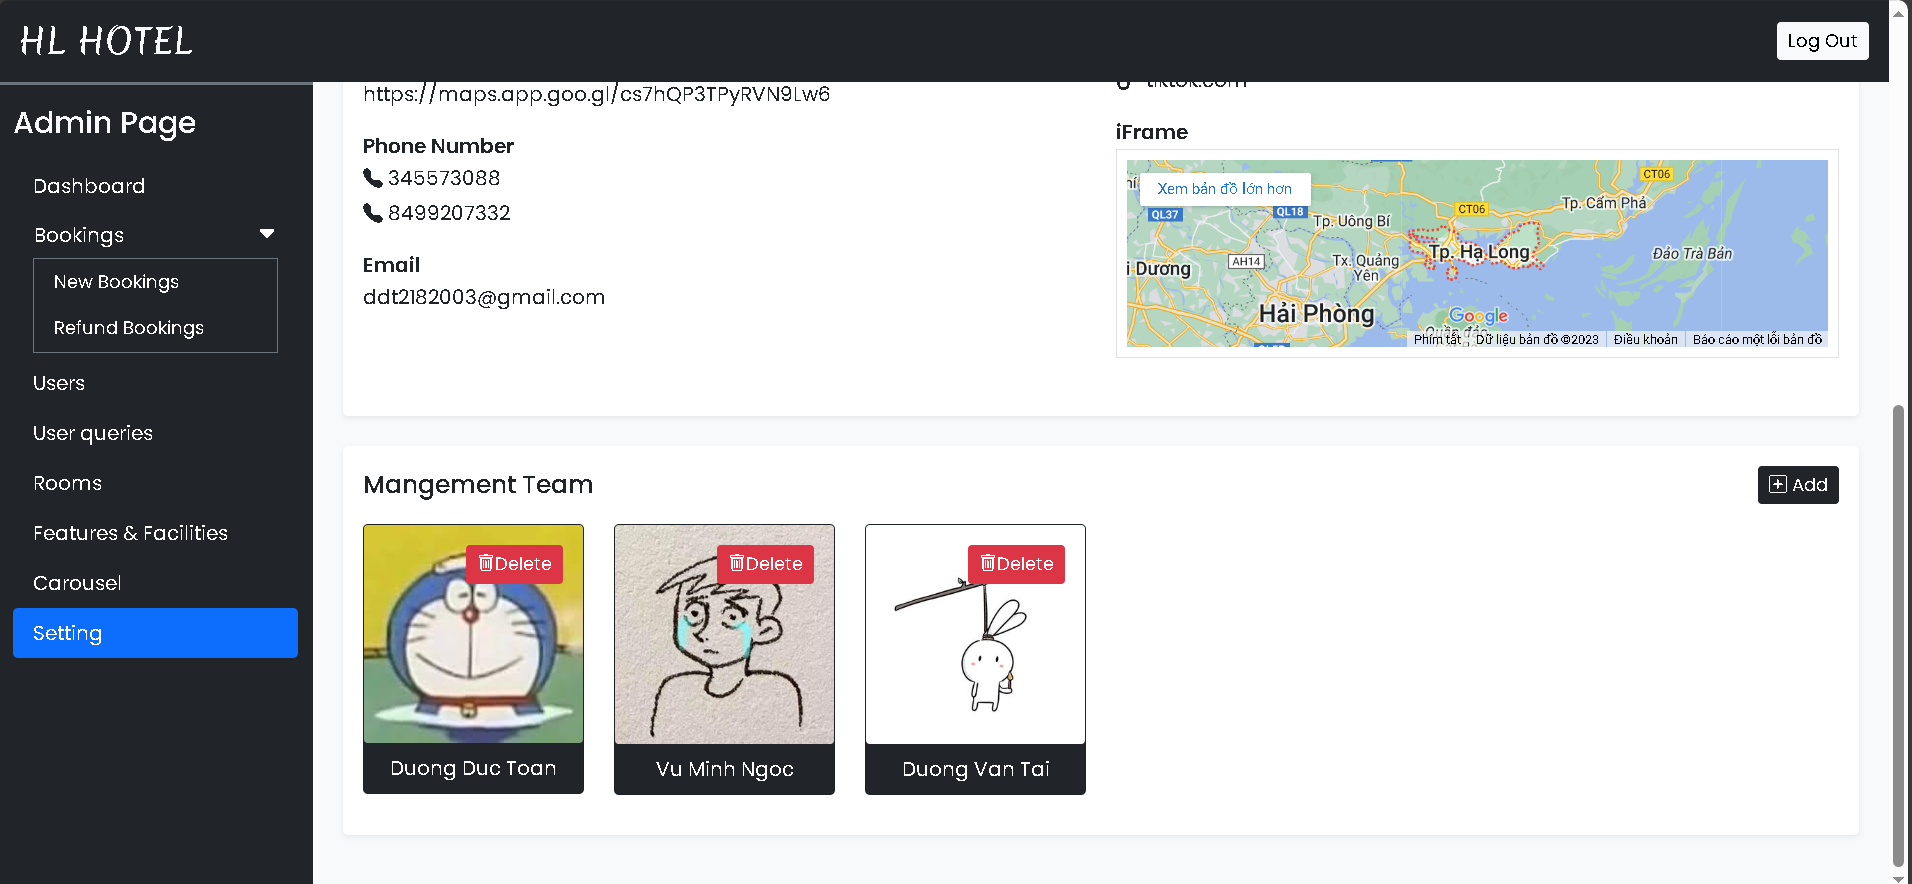 HL HOTEL
Log Out
Admin Page
Dashboard
Bookings
New Bookings
Refund Bookings
Users
User queries
Rooms
Features & Facilities
Carousel
Setting
https://maps.app.goo.gl/cs7hQP3TPyRVN9Lw6
Phone Number
345573088
8499207332
Email
ddt2182003@gmail.com
tiktok.com
iFrame
Xem bản đồ lớn hơn
CT06
QL37
QL18
CT06
Tp. Cẩm Phả
Tp. Uông Bí
Tp. Hạ Long
Đảo Trà Bản
AH14
Tx. Quảng
Yên
i Dương
Hải Phòng
Google
Quần đảo
Phím tắt
Dữ liệu bản đồ ©2023
Điều khoản
Báo cáo một lỗi bản đồ
Mangement Team
Add
Delete
Delete
Delete
Duong Duc Toan
Vu Minh Ngoc
Duong Van Tai